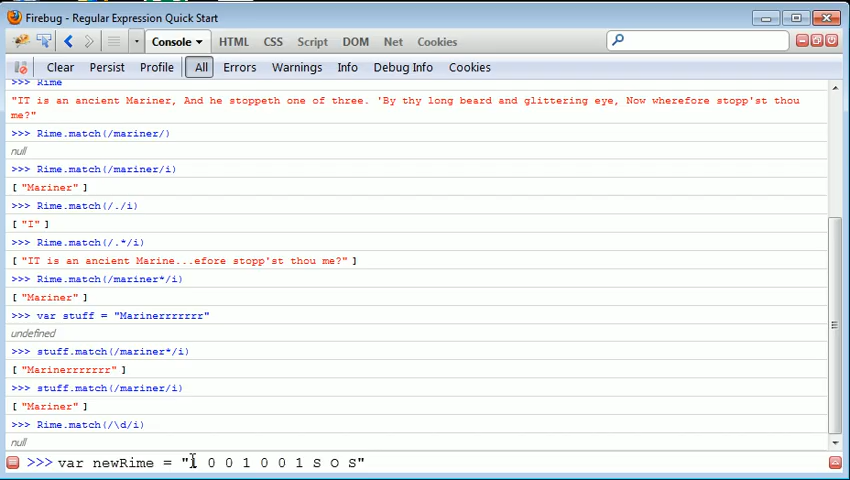 Firebug - Regular Expression Quick Start
Console HTML CSS Script DOM Net Cookies
Clear Persist Profile All Errors Warnings Info Debug Info Cookies
>>> Rime
"IT is an ancient Mariner, And he stoppeth one of three. 'By thy long beard and glittering eye, Now wherefore stopp'st thou
me?"
>>> Rime.match(/mariner/)
null
>>> Rime.match(/mariner/i)
[ "Mariner" ]
>>> Rime.match(/./i)
[ "I" ]
>>> Rime.match(/.*/i)
[ "IT is an ancient Marine...efore stopp'st thou me?" ]
>>> Rime.match(/mariner*/i)
[ "Mariner" ]
>>> var stuff = "Marinerrrrrrr"
undefined
>>> stuff.match(/mariner*/i)
[ "Marinerrrrrrr" ]
>>> stuff.match(/mariner/i)
[ "Mariner" ]
>>> Rime.match(/\d/i)
null
>>> var newRime = " 0 0 1 0 0 1 S O S"